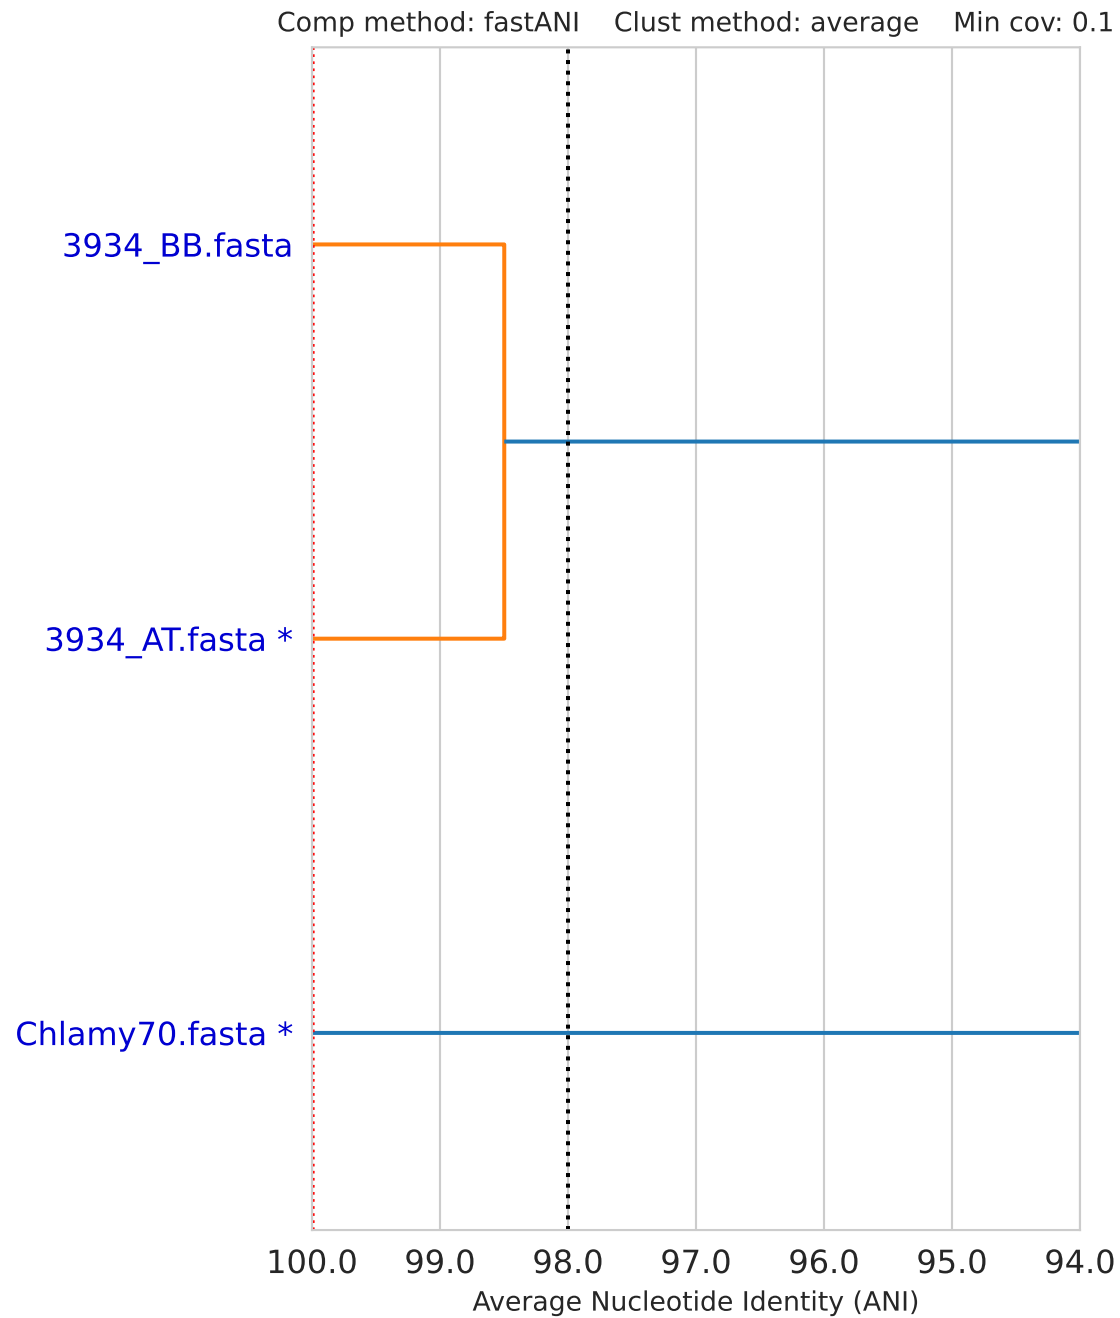 Comp method: fastANI    Clust method: average    Min cov: 0.1
3934_BB.fasta
3934_AT.fasta *
Chlamy70.fasta *
100.0 99.0 98.0 97.0 96.0 95.0 94.0
Average Nucleotide Identity (ANI)